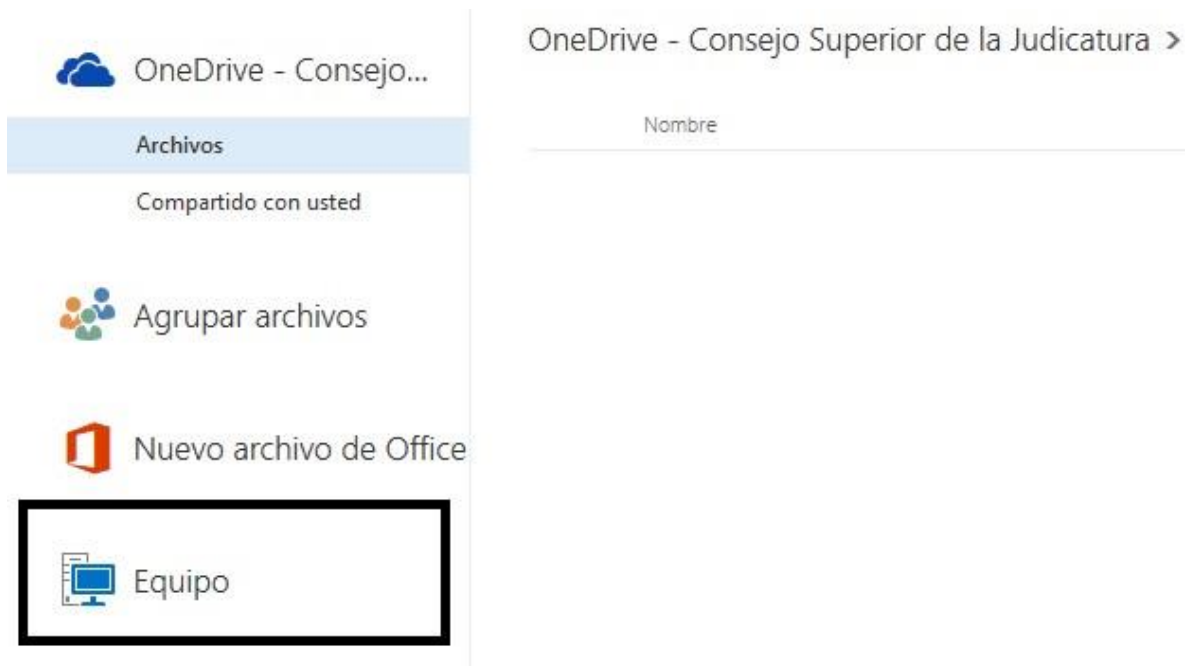 OneDrive - Consejo...
Archivos
Compartido con usted
Agrupar archivos
Nuevo archivo de Office
Equipo
OneDrive - Consejo Superior de la Judicatura >
Nombre